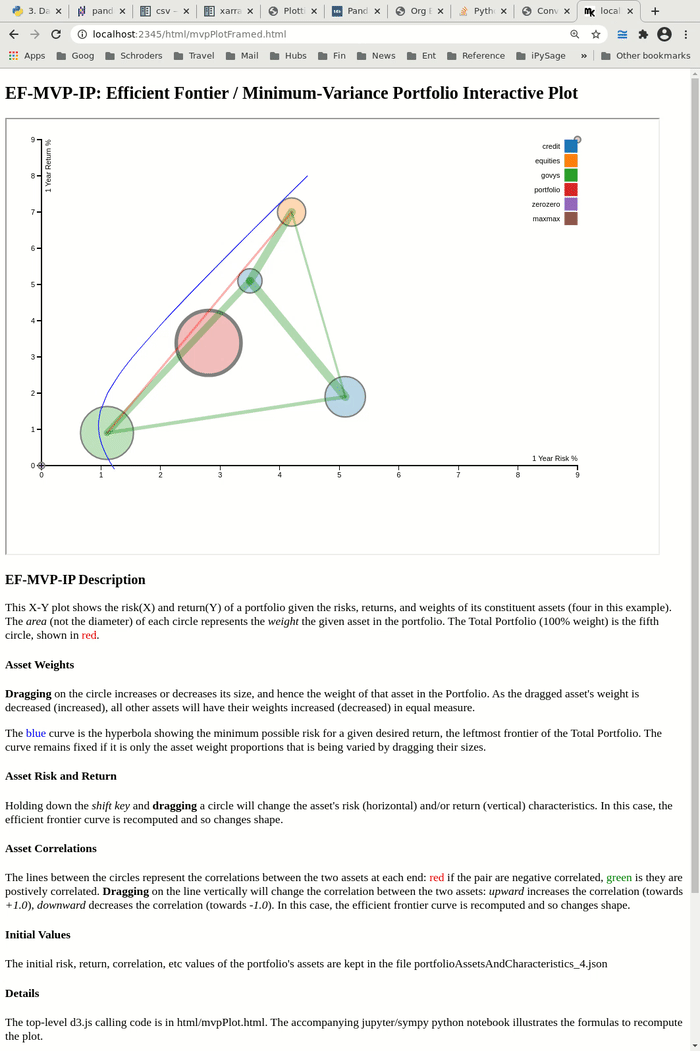 3. Da
pand
csv -
xarra
Plotti
Pand
Org E
Pyth
Conv
local
localhost:2345/html/mvpPlotFramed.html
Apps Goog Schroders Travel Mail Hubs Fin News Ent Reference iPySage » Other bookmarks
EF-MVP-IP: Efficient Fontier / Minimum-Variance Portfolio Interactive Plot
9
8
7
6
5
4
3
2
1
0
1 Year Return %
credit
equities
govys
portfolio
zerozero
maxmax
1 Year Risk %
0 1 2 3 4 5 6 7 8 9
EF-MVP-IP Description
This X-Y plot shows the risk(X) and return(Y) of a portfolio given the risks, returns, and weights of its constituent assets (four in this example).
The area (not the diameter) of each circle represents the weight the given asset in the portfolio. The Total Portfolio (100% weight) is the fifth
circle, shown in red.
Asset Weights
Dragging on the circle increases or decreases its size, and hence the weight of that asset in the Portfolio. As the dragged asset's weight is
decreased (increased), all other assets will have their weights increased (decreased) in equal measure.
The blue curve is the hyperbola showing the minimum possible risk for a given desired return, the leftmost frontier of the Total Portfolio. The
curve remains fixed if it is only the asset weight proportions that is being varied by dragging their sizes.
Asset Risk and Return
Holding down the shift key and dragging a circle will change the asset's risk (horizontal) and/or return (vertical) characteristics. In this case, the
efficient frontier curve is recomputed and so changes shape.
Asset Correlations
The lines between the circles represent the correlations between the two assets at each end: red if the pair are negative correlated, green is they are
postively correlated. Dragging on the line vertically will change the correlation between the two assets: upward increases the correlation (towards
+1.0), downward decreases the correlation (towards -1.0). In this case, the efficient frontier curve is recomputed and so changes shape.
Initial Values
The initial risk, return, correlation, etc values of the portfolio's assets are kept in the file portfolioAssetsAndCharacteristics_4.json
Details
The top-level d3.js calling code is in html/mvpPlot.html. The accompanying jupyter/sympy python notebook illustrates the formulas to recompute
the plot.